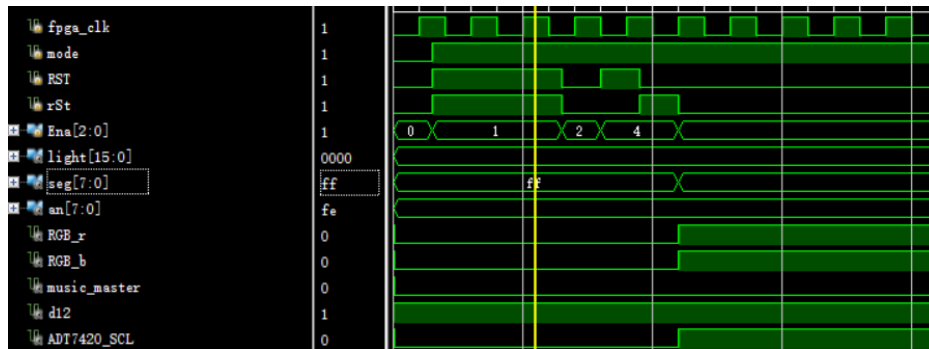 fpga_clk 1
mode 1
RST 1
rSt 1
Ena[2:0] 1 0 1 2 4
light[15:0] 0000
seg[7:0] ff ff
an[7:0] fe
RGB_r 0
RGB_b 0
music_master 0
d12 1
ADT7420_SCL 0